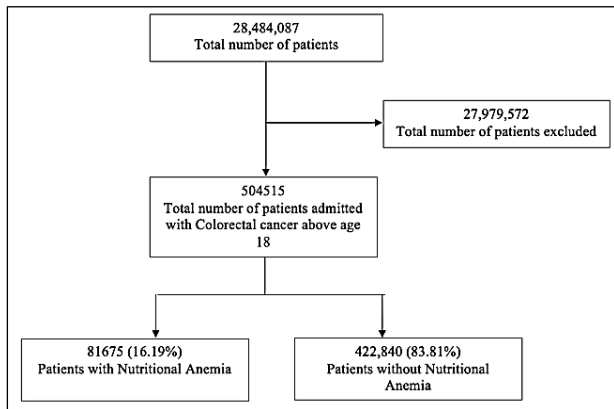 28,484,087
Total number of patients
27,979,572
Total number of patients excluded
504515
Total number of patients admitted
with Colorectal cancer above age
18
81675 (16.19%)
Patients with Nutritional Anemia
422,840 (83.81%)
Patients without Nutritional
Anemia